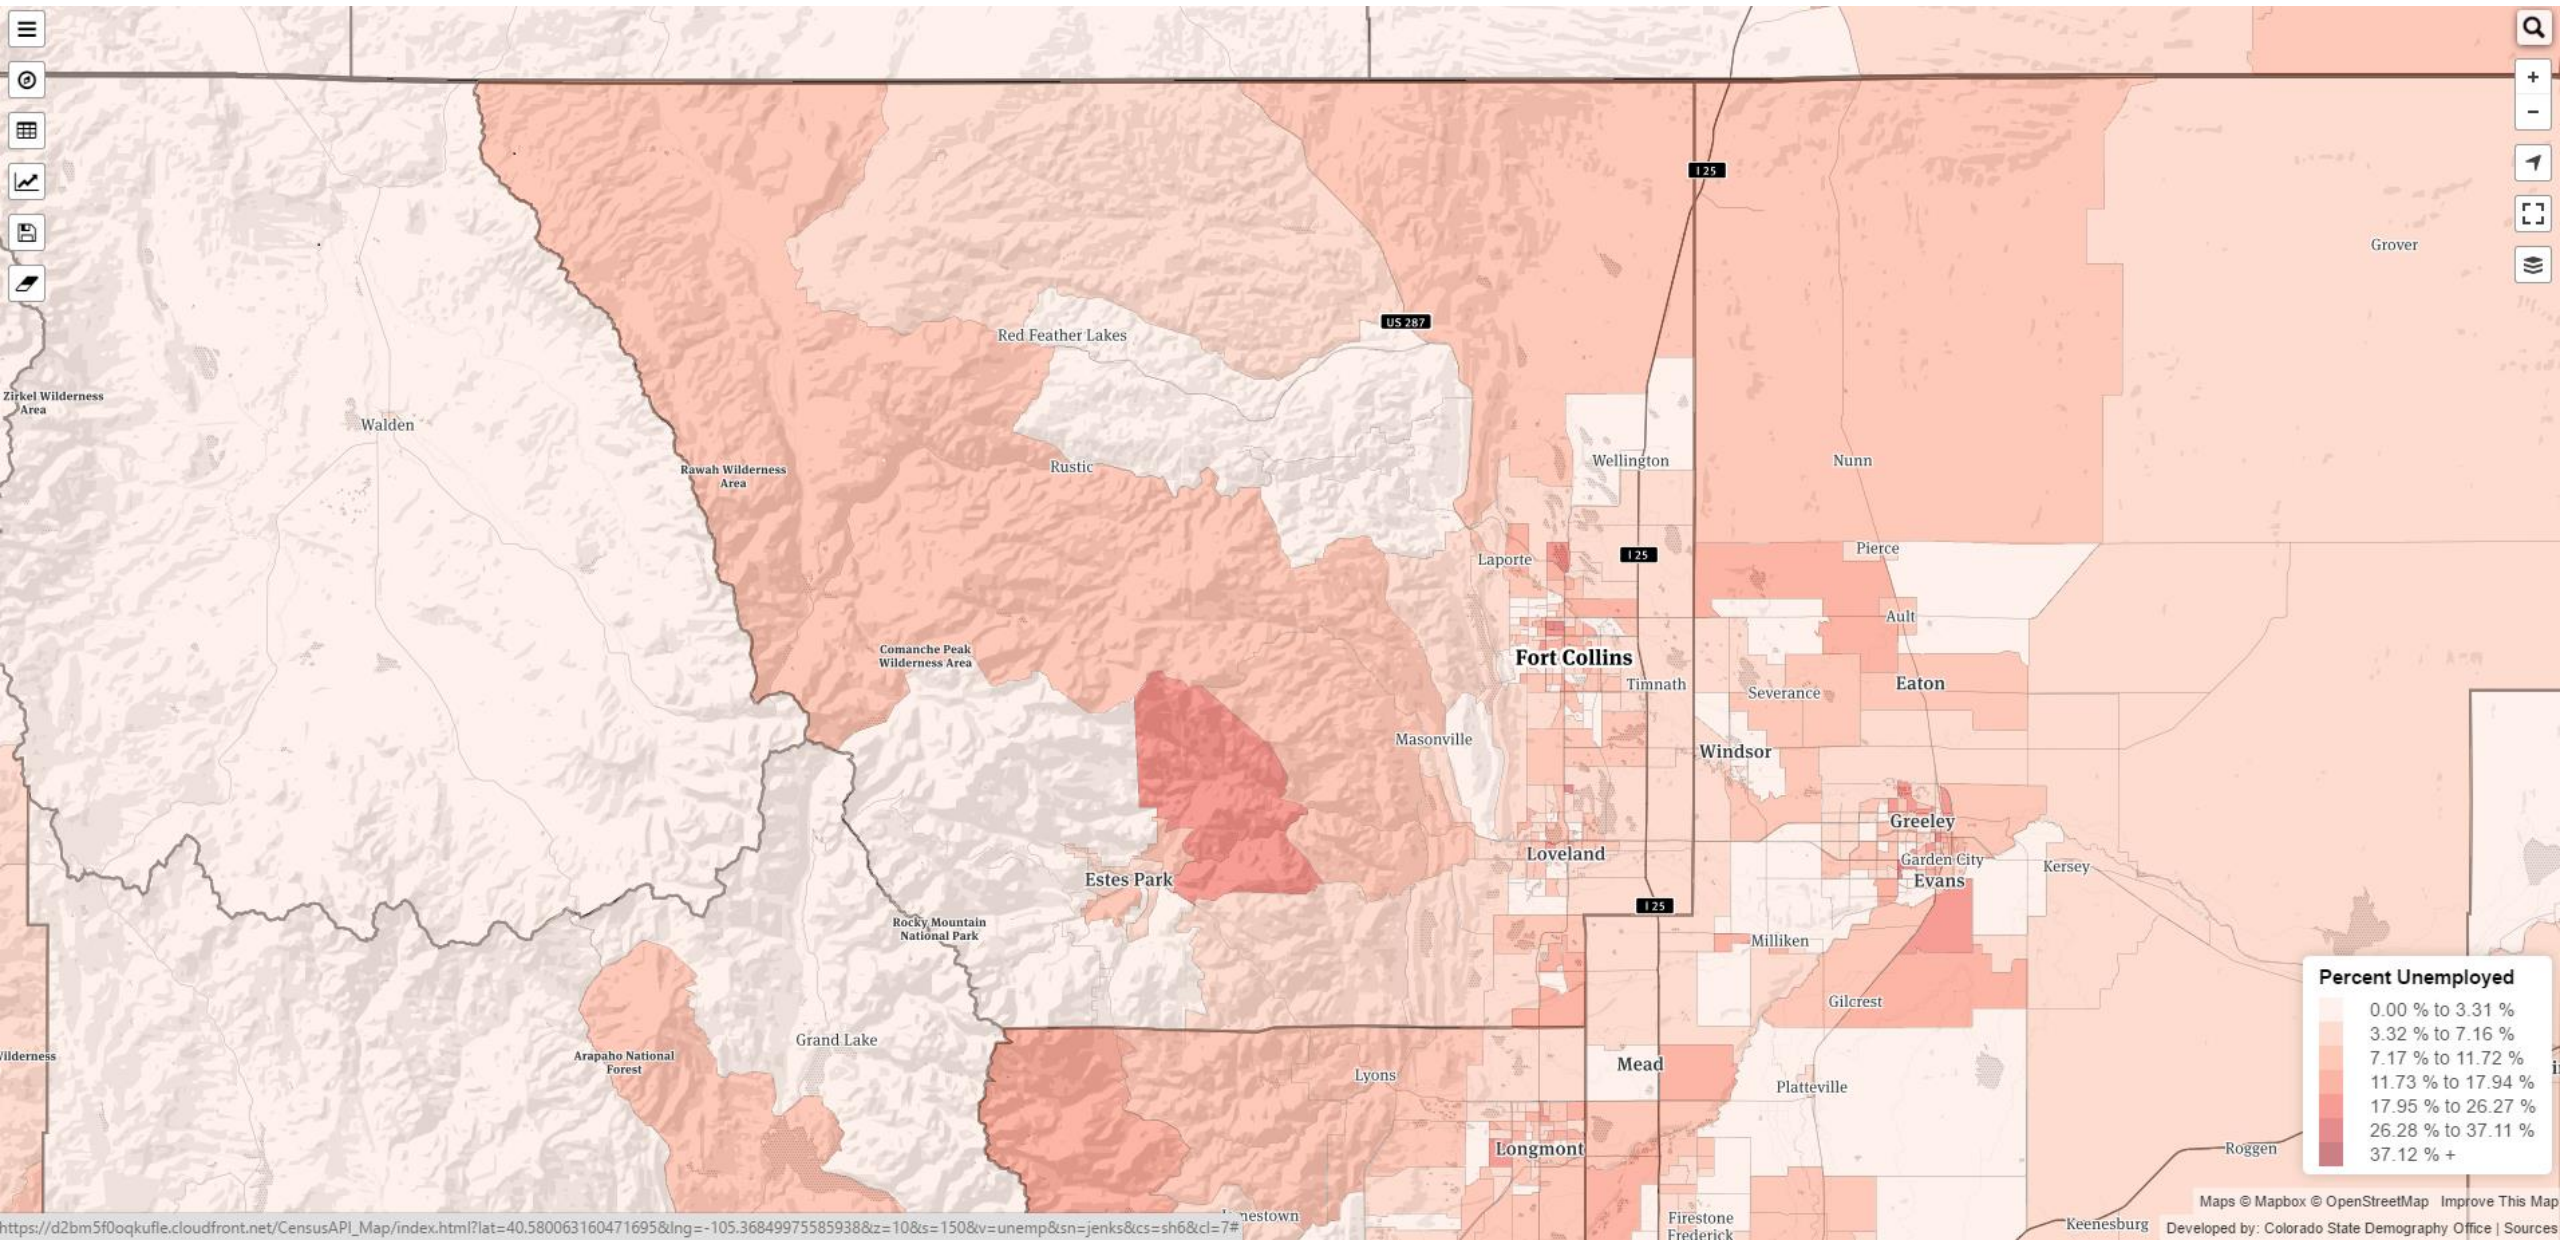 I 25
Grover
US 287
Red Feather Lakes
Zirkel Wilderness
Area
Walden
Wellington
Nunn
Rawah Wilderness
Area
Rustic
Pierce
I 25
Laporte
Ault
Comanche Peak
Wilderness Area
Fort Collins
Timnath
Severance
Eaton
Masonville
Windsor
Greeley
Loveland
Garden City
Kersey
Estes Park
Evans
I 25
Rocky Mountain
National Park
Milliken
Gilcrest
Grand Lake
Arapaho National
Forest
Wilderness
Lyons
Mead
Platteville
Longmont
Roggen
Percent Unemployed
0.00 % to 3.31 %
3.32 % to 7.16 %
7.17 % to 11.72 %
11.73 % to 17.94 %
17.95 % to 26.27 %
26.28 % to 37.11 %
37.12 % +
Maps © Mapbox © OpenStreetMap Improve This Map
Firestone
Frederick
Keenesburg
Developed by: Colorado State Demography Office | Sources
https://d2bm5f0oqkufle.cloudfront.net/CensusAPI_Map/index.html?lat=40.58006316047169​5&lng=-105.36849975585938&z=10&s=150&v=unemp&sn=jenks&cs=sh6&cl=7#